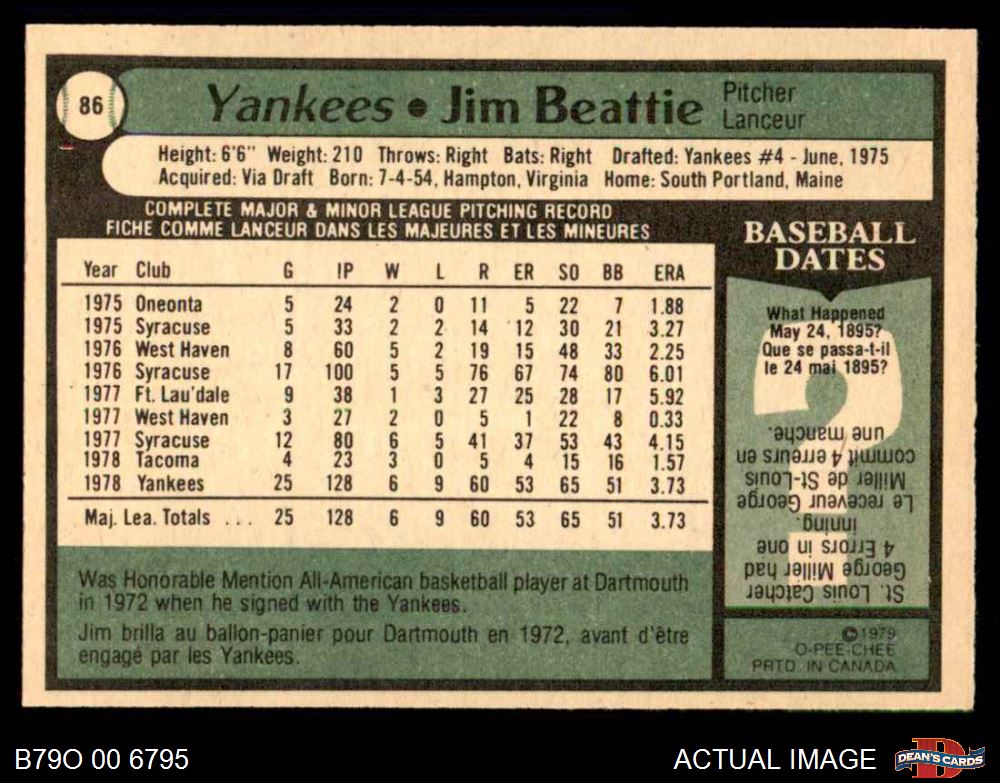 86
Yankees • Jim Beattie
Pitcher
Lanceur
Height: 6'6" Weight: 210 Throws: Right Bats: Right Drafted: Yankees #4 - June, 1975
Acquired: Via Draft Born: 7-4-54, Hampton, Virginia Home: South Portland, Maine
COMPLETE MAJOR & MINOR LEAGUE PITCHING RECORD
FICHE COMME LANCEUR DANS LES MAJEURES ET LES MINEURES
Year Club G IP W L R ER SO BB ERA
1975 Oneonta 5 24 2 0 11 5 22 7 1.88
1975 Syracuse 5 33 2 2 14 12 30 21 3.27
1976 West Haven 8 60 5 2 19 15 48 33 2.25
1976 Syracuse 17 100 5 5 76 67 74 80 6.01
1977 Ft. Lau'dale 9 38 1 3 27 25 28 17 5.92
1977 West Haven 3 27 2 0 5 1 22 8 0.33
1977 Syracuse 12 80 6 5 41 37 53 43 4.15
1978 Tacoma 4 23 3 0 5 4 15 16 1.57
1978 Yankees 25 128 6 9 60 53 65 51 3.73
Maj. Lea. Totals ... 25 128 6 9 60 53 65 51 3.73
Was Honorable Mention All-American basketball player at Dartmouth
in 1972 when he signed with the Yankees.
Jim brilla au ballon-panier pour Dartmouth en 1972, avant d'être
engagé par les Yankees.
BASEBALL
DATES
What Happened
May 24, 1895?
Que se passa-t-il
le 24 mai 1895?
St. Louis Catcher
George Miller had
4 Errors in one
inning.
Le receveur George
Miller de St-Louis
commit 4 erreurs en
une manche.
©1979
O-PEE-CHEE
PRTD. IN CANADA
B79O 00 6795
ACTUAL IMAGE
D
DEAN'S CARDS